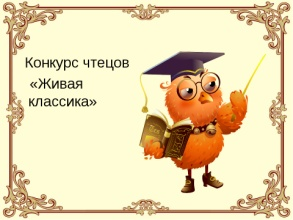 Конкурс чтецов
«Живая
классика»